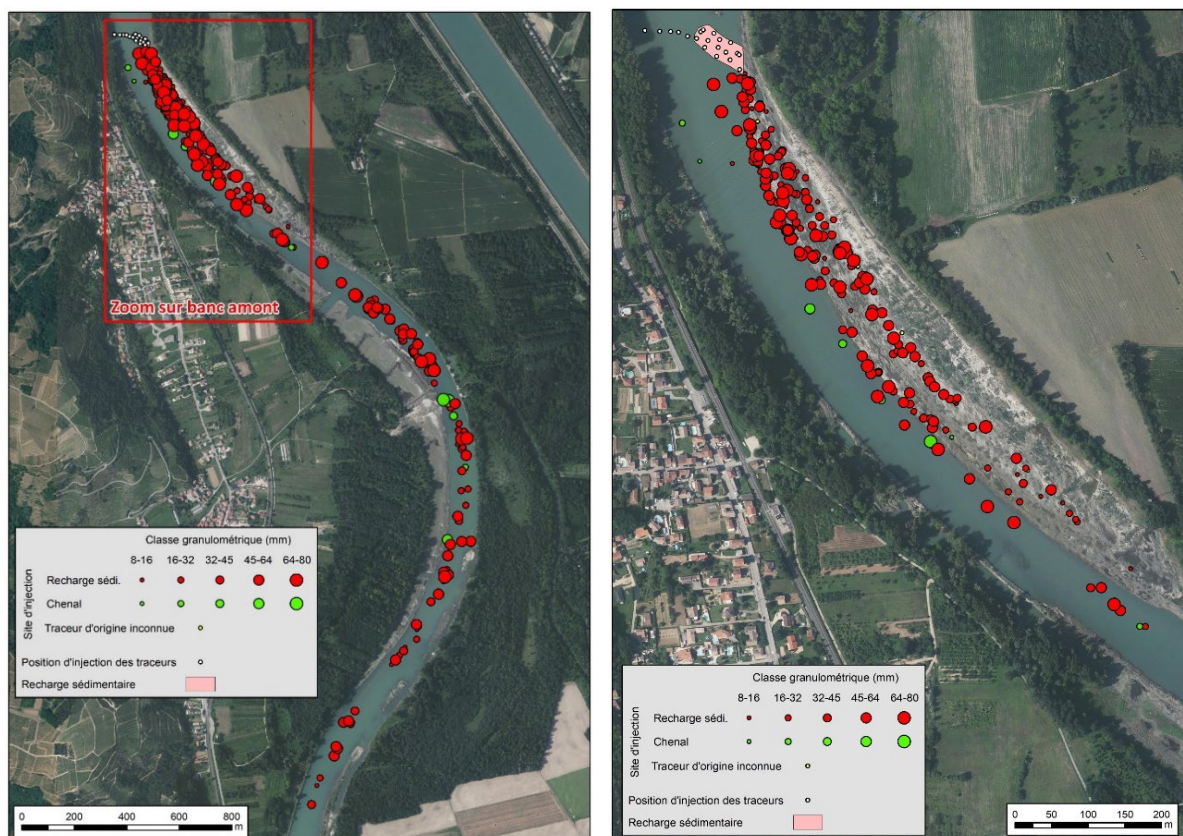 Zoom sur banc amont
Classe granulométrique (mm)
8-16 16-32 32-45 45-64 64-80
Site d'injection
Recharge sédi.
Chenal
Traceur d'origine inconnue
Position d'injection des traceurs
Recharge sédimentaire
0 200 400 600 800
m
Classe granulométrique (mm)
8-16 16-32 32-45 45-64 64-80
Site d'injection
Recharge sédi.
Chenal
Traceur d'origine inconnue
Position d'injection des traceurs
Recharge sédimentaire
0 50 100 150 200
m